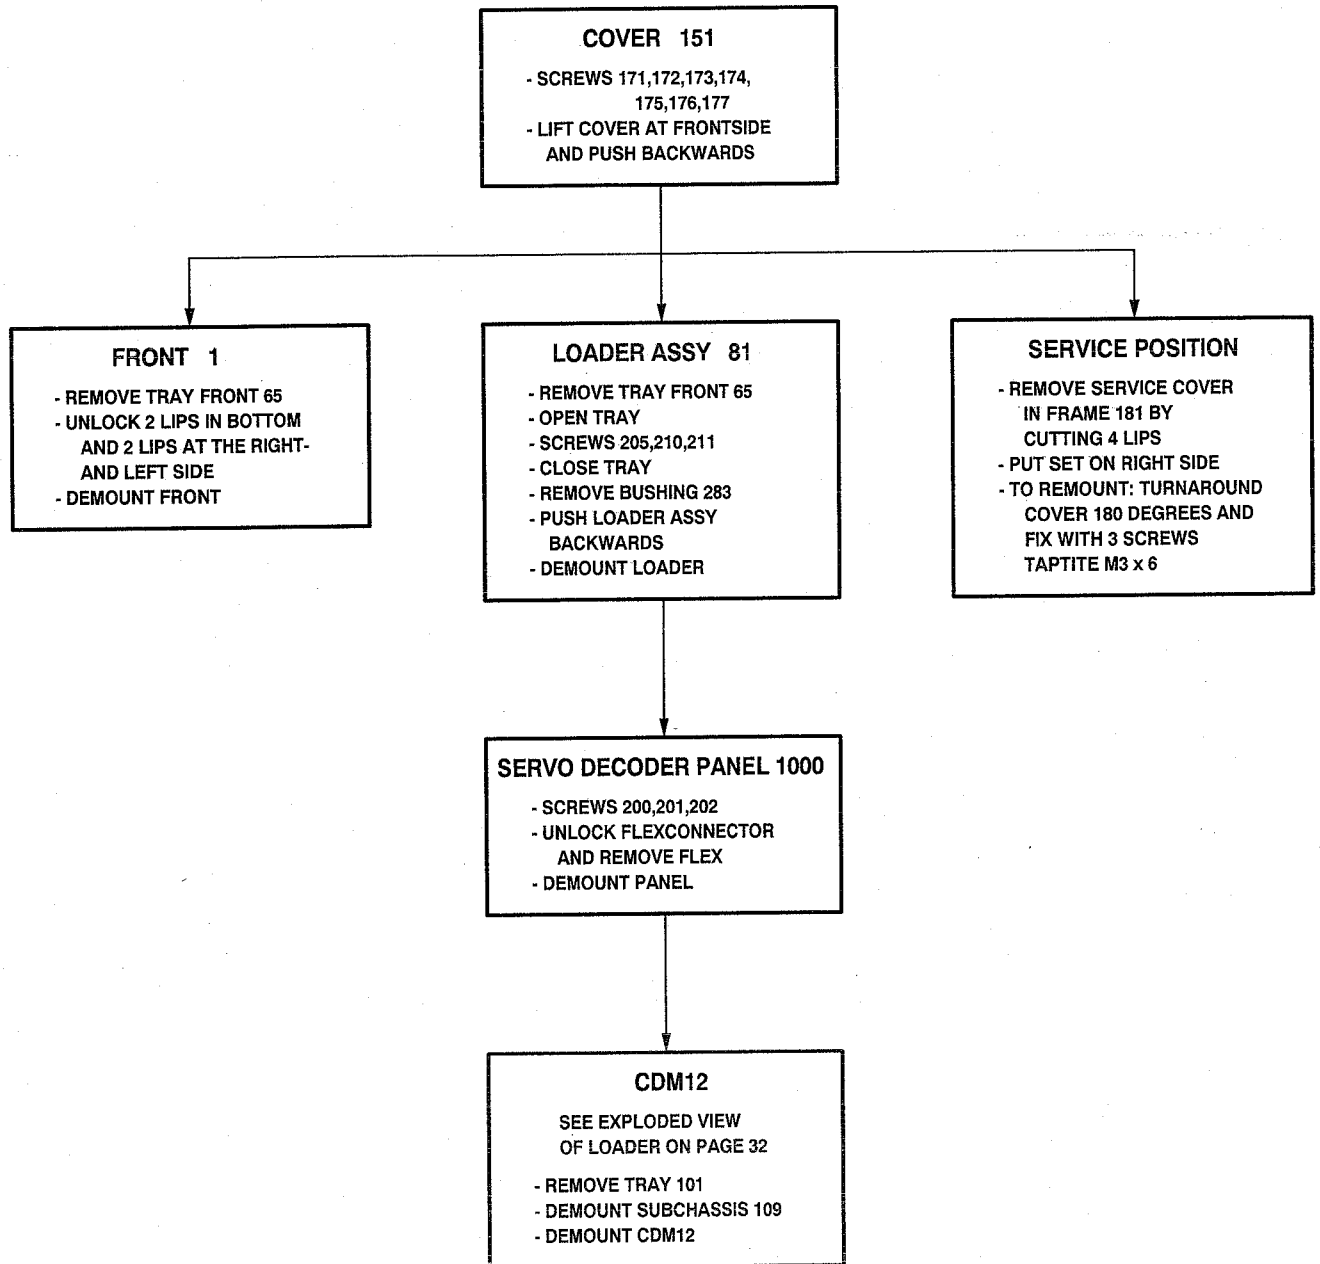 COVER 151
- SCREWS 171,172,173,174,
175,176,177
- LIFT COVER AT FRONTSIDE
AND PUSH BACKWARDS
FRONT 1
- REMOVE TRAY FRONT 65
- UNLOCK 2 LIPS IN BOTTOM
AND 2 LIPS AT THE RIGHT-
AND LEFT SIDE
- DEMOUNT FRONT
LOADER ASSY 81
- REMOVE TRAY FRONT 65
- OPEN TRAY
- SCREWS 205,210,211
- CLOSE TRAY
- REMOVE BUSHING 283
- PUSH LOADER ASSY
BACKWARDS
- DEMOUNT LOADER
SERVICE POSITION
- REMOVE SERVICE COVER
IN FRAME 181 BY
CUTTING 4 LIPS
- PUT SET ON RIGHT SIDE
- TO REMOUNT: TURNAROUND
COVER 180 DEGREES AND
FIX WITH 3 SCREWS
TAPTITE M3 x 6
SERVO DECODER PANEL 1000
- SCREWS 200,201,202
- UNLOCK FLEXCONNECTOR
AND REMOVE FLEX
- DEMOUNT PANEL
CDM12
SEE EXPLODED VIEW
OF LOADER ON PAGE 32
- REMOVE TRAY 101
- DEMOUNT SUBCHASSIS 109
- DEMOUNT CDM12